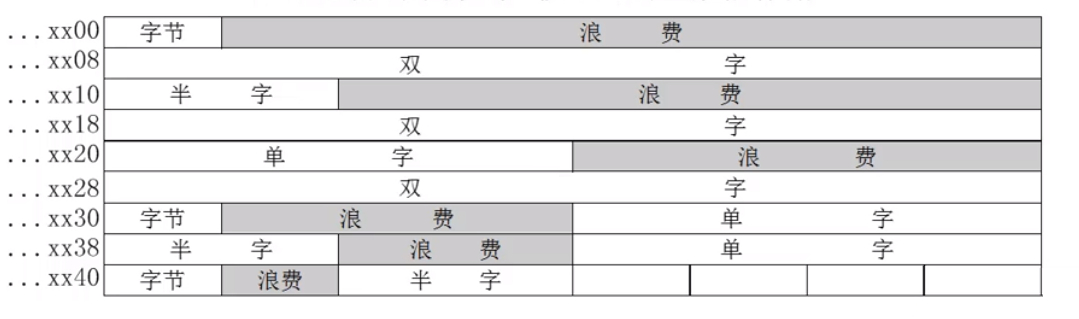 ...xx00 字节 浪 费
...xx08 双 字
...xx10 半 字 浪 费
...xx18 双 字
...xx20 单 字 浪 费
...xx28 双 字
...xx30 字节 浪 费 单 字
...xx38 半 字 浪 费 单 字
...xx40 字节 浪费 半 字